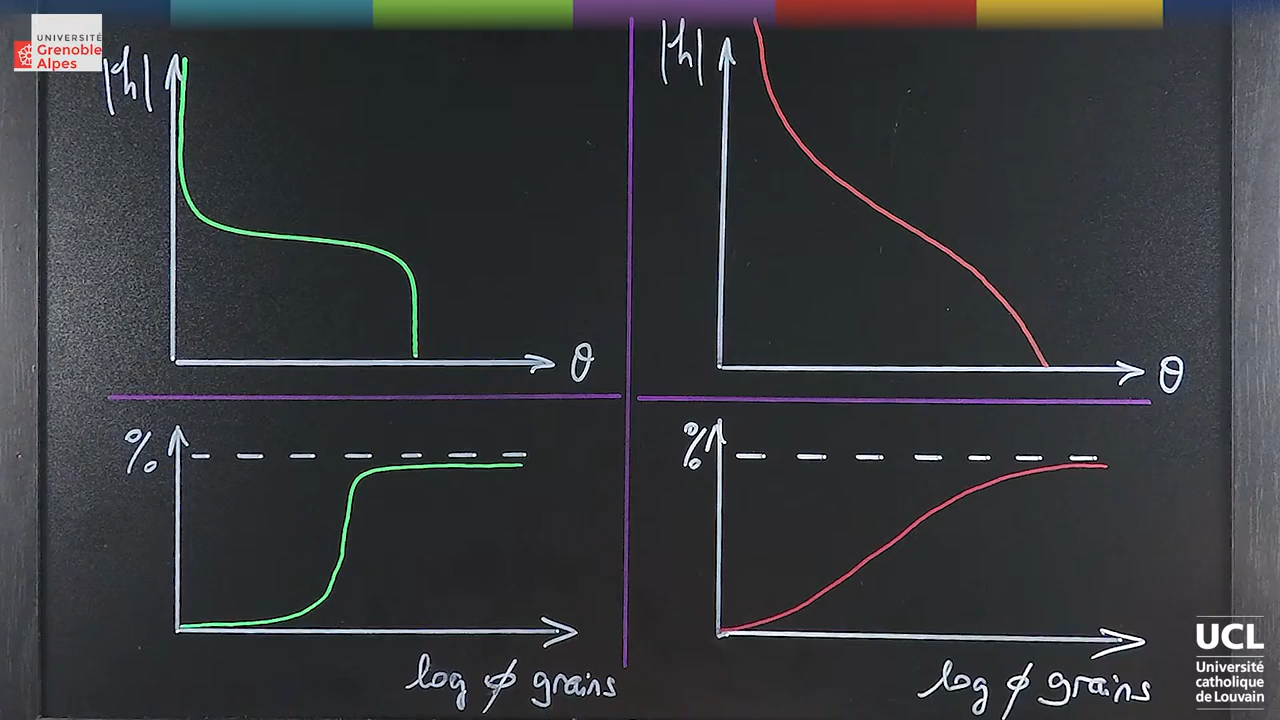 UNIVERSITÉ
Grenoble
Alpes
|h|
θ
|h|
θ
%
log ϕ grains
%
log ϕ grains
UCL
Université
catholique
de Louvain